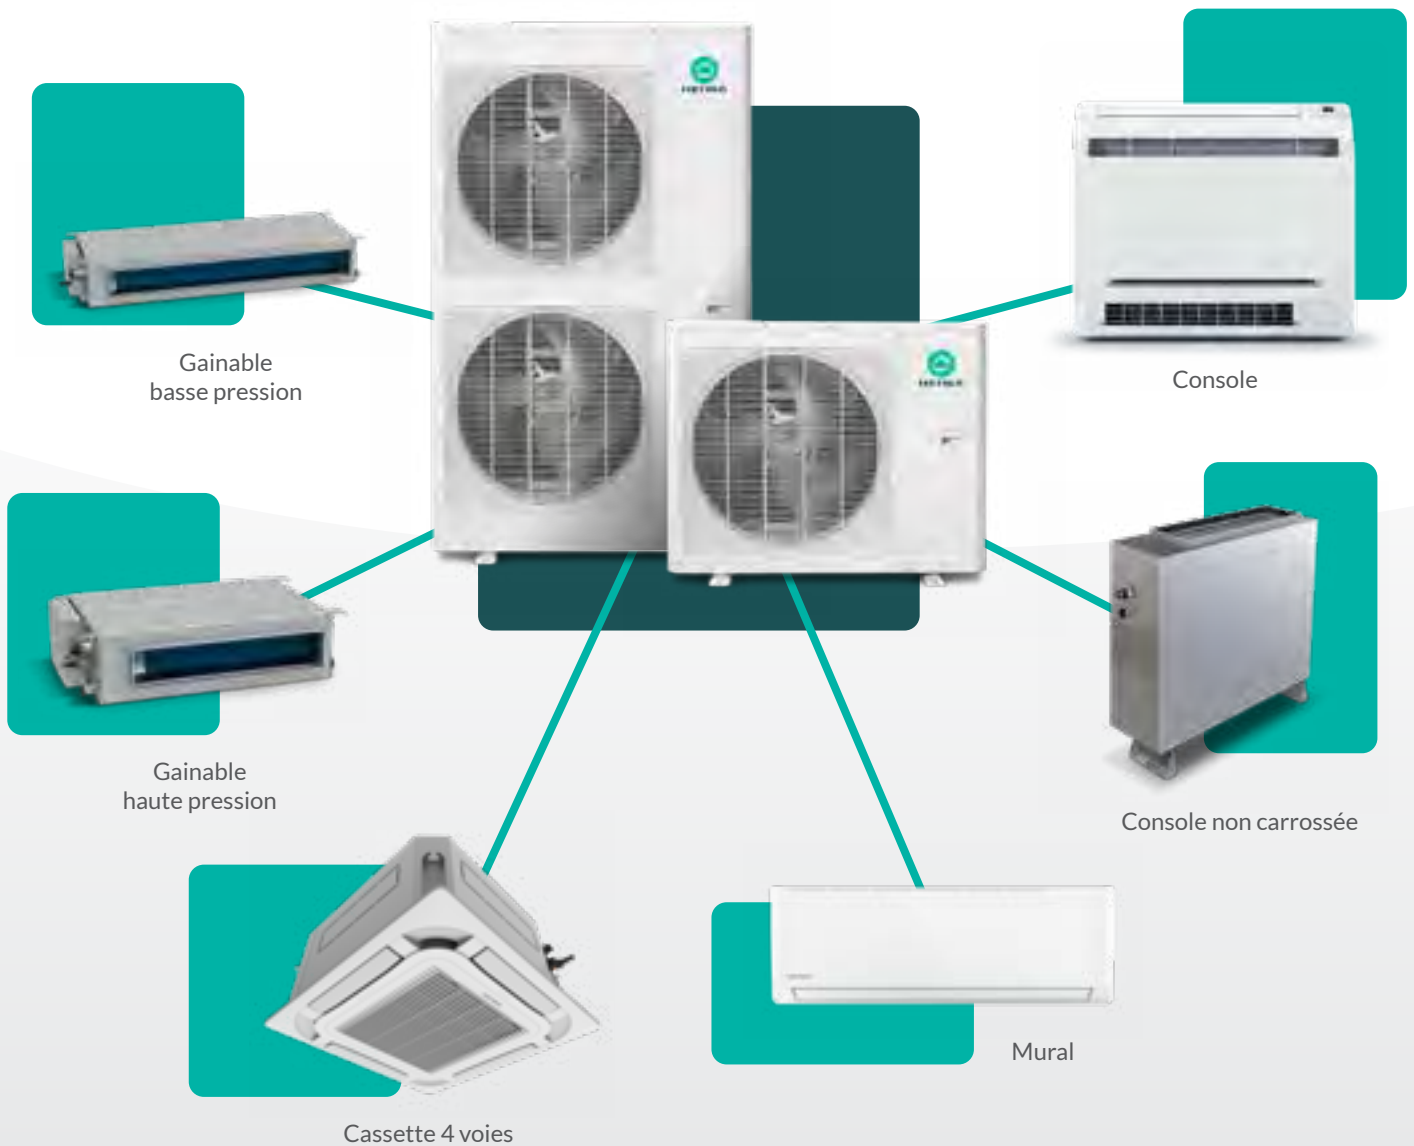 Gainable
basse pression
Console
Gainable
haute pression
Console non carrossée
Mural
Cassette 4 voies